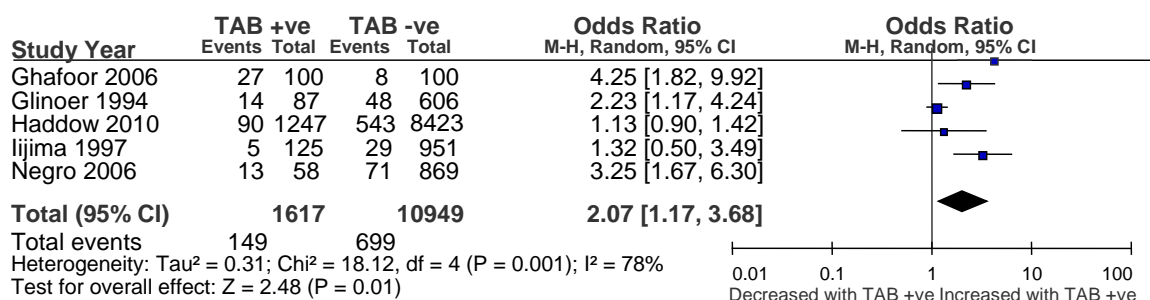 TAB +ve TAB -ve Odds Ratio Odds Ratio
Study Year Events Total Events Total M-H, Random, 95% CI M-H, Random, 95% CI
Ghafoor 2006 27 100 8 100 4.25 [1.82, 9.92]
Glinoer 1994 14 87 48 606 2.23 [1.17, 4.24]
Haddow 2010 90 1247 543 8423 1.13 [0.90, 1.42]
Iijima 1997 5 125 29 951 1.32 [0.50, 3.49]
Negro 2006 13 58 71 869 3.25 [1.67, 6.30]
Total (95% CI) 1617 10949 2.07 [1.17, 3.68]
Total events 149 699
Heterogeneity: Tau² = 0.31; Chi² = 18.12, df = 4 (P = 0.001); I² = 78%
Test for overall effect: Z = 2.48 (P = 0.01)
0.01 0.1 1 10 100
Decreased with TAB +ve Increased with TAB +ve